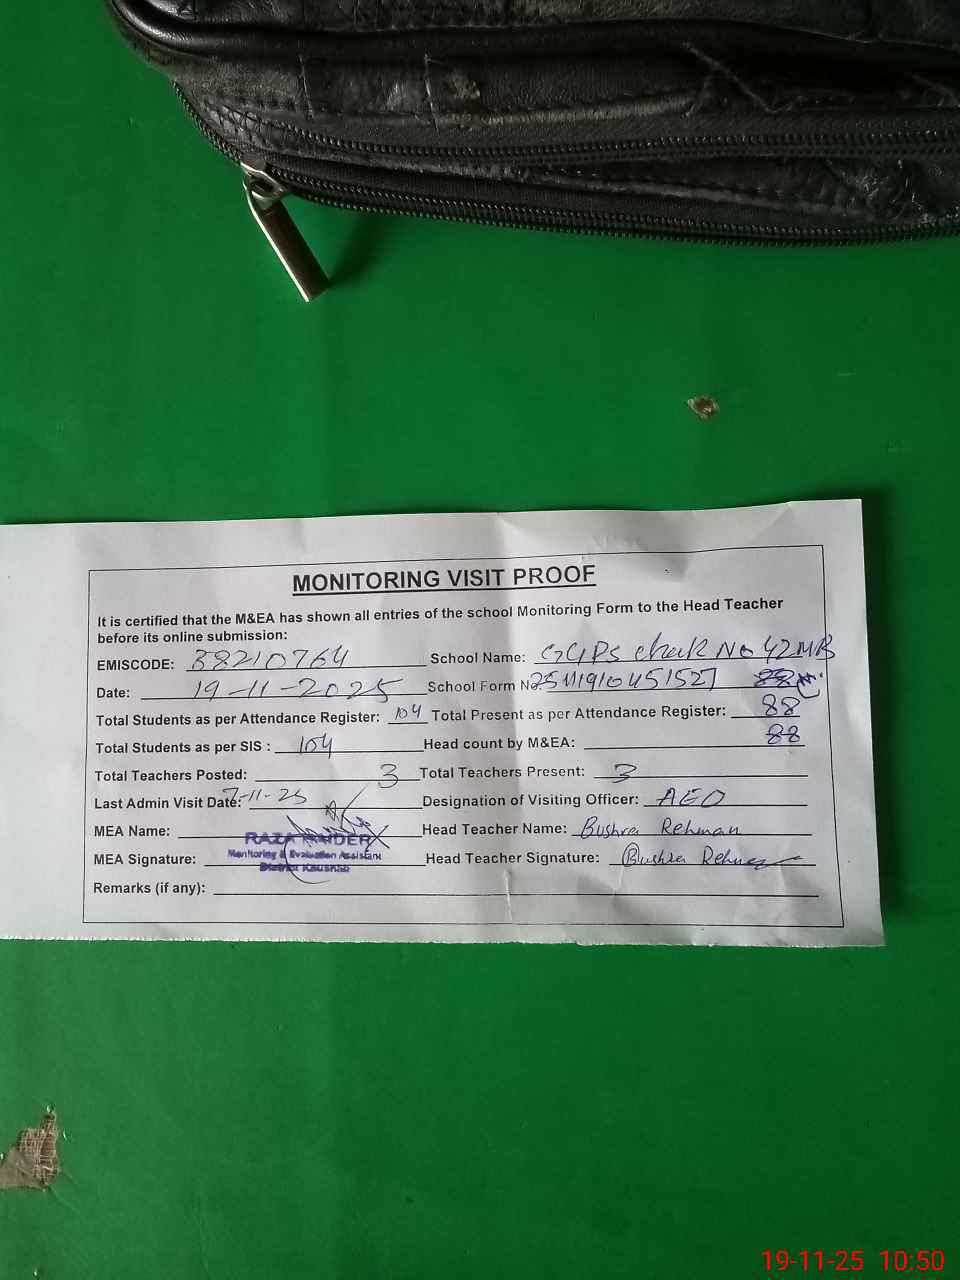 MONITORING VISIT PROOF
It is certified that the M&EA has shown all entries of the school Monitoring Form to the Head Teacher
before its online submission:
EMISCODE: 38210764 School Name: GGPS chak No 42MB
Date: 19-11-2025 School Form No. 25111910451527 88
Total Students as per Attendance Register: 104 Total Present as per Attendance Register: 88
Total Students as per SIS : 104 Head count by M&EA: 88
Total Teachers Posted: 3 Total Teachers Present: 3
Last Admin Visit Date: 7-11-25 Designation of Visiting Officer: AEO
MEA Name: RAZA HAIDER Head Teacher Name: Bushra Rehman
Monitoring & Evaluation Assistant
MEA Signature: Head Teacher Signature: Bushra Rehman
District Khushab
Remarks (if any):
19-11-25 10:50